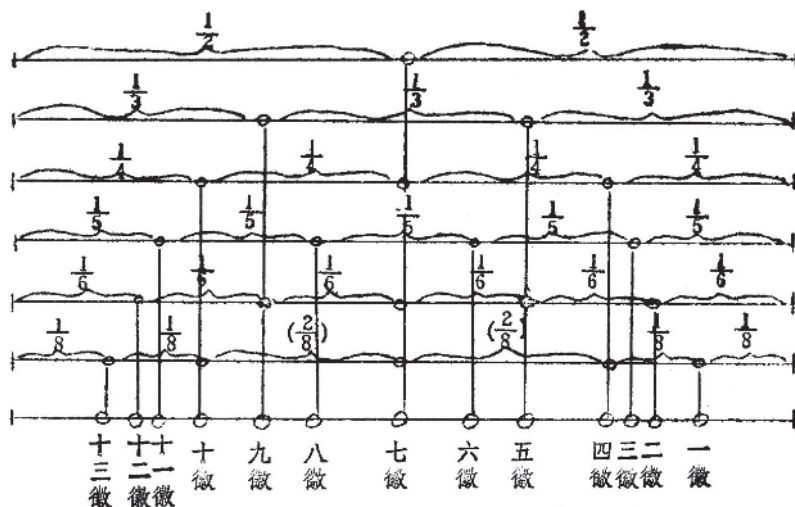 1/2 1/2
1/3 1/3 1/3
1/4 1/4 1/4 1/4
1/5 1/5 1/5 1/5 1/5
1/6 1/6 1/6 1/6 1/6 1/6
1/8 1/8 (2/8) (2/8) 1/8 1/8
十三徽 十二徽 十一徽 十徽 九徽 八徽 七徽 六徽 五徽 四徽 三徽 二徽 一徽